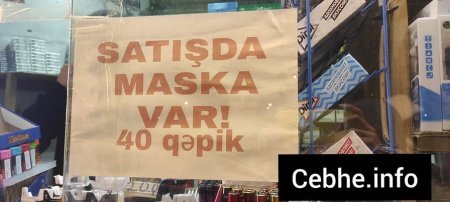 SATIŞDA
MASKA
VAR!
40 qəpik
Cebhe.info